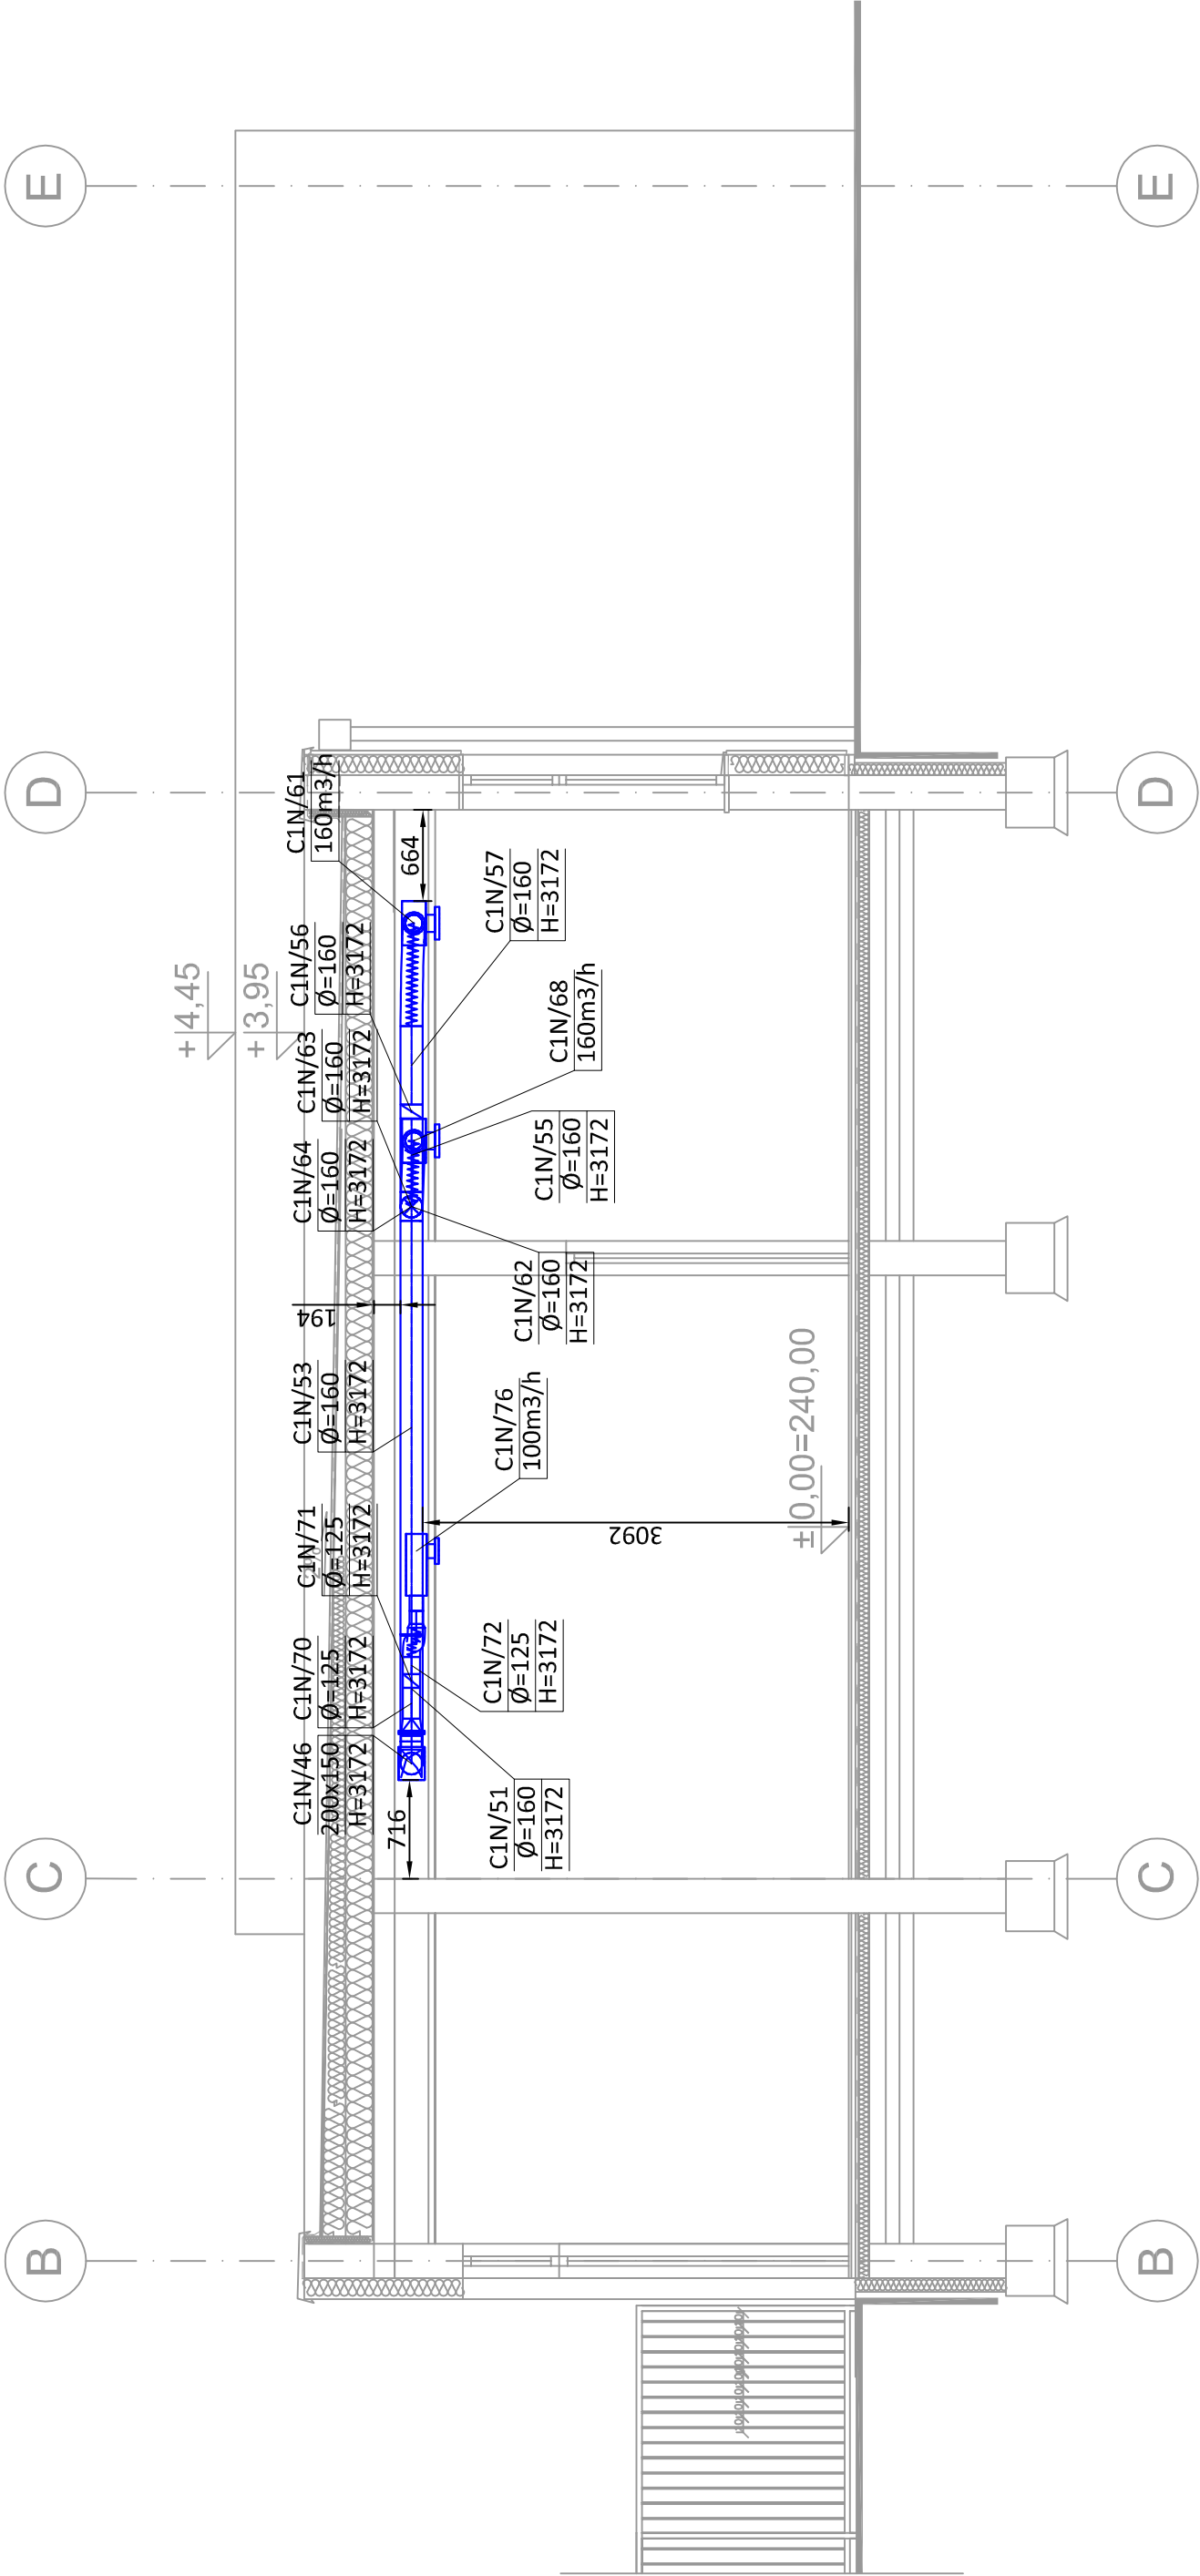 E
E
D
D
C
C
B
B
+4,45
+3,95
±0,00=240,00
C1N/61
160m3/h
664
C1N/57
Ø=160
H=3172
C1N/56
Ø=160
H=3172
C1N/68
160m3/h
C1N/63
Ø=160
H=3172
C1N/55
Ø=160
H=3172
C1N/64
Ø=160
H=3172
C1N/62
Ø=160
H=3172
194
C1N/53
Ø=160
H=3172
C1N/76
100m3/h
3092
C1N/71
Ø=125
H=3172
C1N/72
Ø=125
H=3172
C1N/70
Ø=125
H=3172
C1N/46
200x150
H=3172
C1N/51
Ø=160
H=3172
716